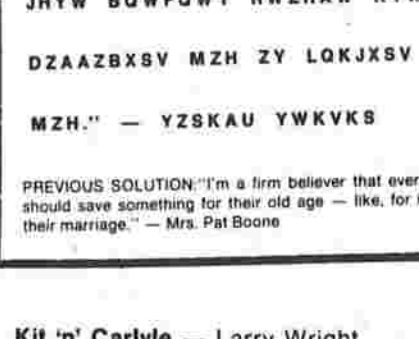 DZAAZBXSV MZH ZY LQKJXSV
MZH." — YZSKAU YWKVKS
PREVIOUS SOLUTION: "I'm a firm believer that ever
should save something for their old age — like, for
their marriage." — Mrs. Pat Boone
Kit 'n' Carlyle — Larry Wright